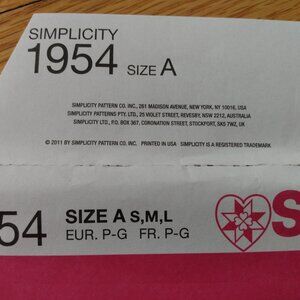 SIMPLICITY
1954 SIZE A
SIMPLICITY PATTERN CO. INC., 261 MADISON AVENUE, NEW YORK, NY 10016, USA
SIMPLICITY PATTERNS PTY. LTD., 25 VIOLET STREET, REVESBY, NSW 2212, AUSTRALIA
SIMPLICITY LTD., P.O. BOX 367, CORONATION STREET, STOCKPORT, SK5 7WZ, UK
© 2011 BY SIMPLICITY PATTERN CO. INC. PRINTED IN USA SIMPLICITY IS A REGISTERED TRADEMARK
54 SIZE A S,M,L S
EUR. P-G FR. P-G